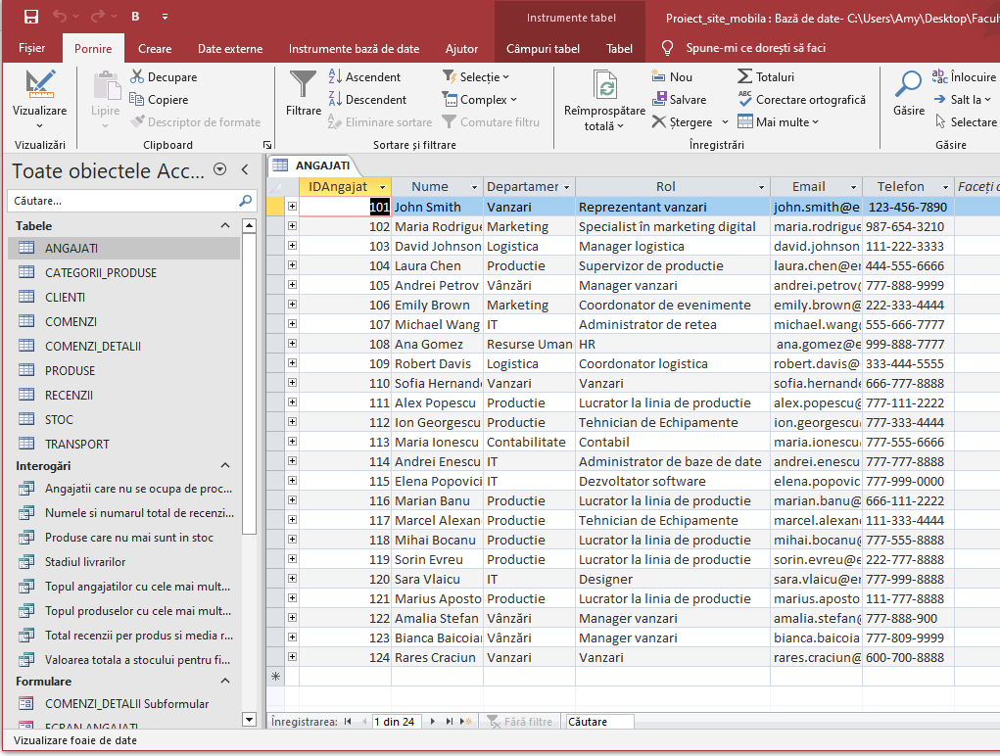 B
Instrumente tabel
Proiect_site_mobila : Bază de date- C:\Users\Amy\Desktop\Facul
Fișier Pornire Creare Date externe Instrumente bază de date Ajutor Câmpuri tabel Tabel Spune-mi ce dorești să faci
Vizualizare
Vizualizări
Lipire
Decupare
Copiere
Descriptor de formate
Clipboard
Filtrare
Ascendent
Descendent
Eliminare sortare
Selecție
Complex
Comutare filtru
Sortare și filtrare
Reîmprospătare
totală
Nou
Salvare
Ștergere
Totaluri
Corectare ortografică
Mai multe
Înregistrări
Găsire
Înlocuire
Salt la
Selectare
Găsire
Toate obiectele Acc...
Căutare...
Tabele
ANGAJATI
CATEGORII_PRODUSE
CLIENTI
COMENZI
COMENZI_DETALII
PRODUSE
RECENZII
STOC
TRANSPORT
Interogări
Angajatii care nu se ocupa de proc...
Numele si numarul total de recenzi...
Produse care nu mai sunt in stoc
Stadiul livrarilor
Topul angajatilor cu cele mai mult...
Topul produselor cu cele mai mult...
Total recenzii per produs si media r...
Valoarea totala a stocului pentru fi...
Formulare
COMENZI_DETALII Subformular
ECRAN ANGAJATI
ANGAJATI
IDAngajat Nume Departamer Rol Email Telefon Faceți c
101 John Smith Vanzari Reprezentant vanzari john.smith@e 123-456-7890
102 Maria Rodrigue Marketing Specialist în marketing digital maria.rodrigue 987-654-3210
103 David Johnson Logistica Manager logistica david.johnson 111-222-3333
104 Laura Chen Productie Supervizor de productie laura.chen@e 444-555-6666
105 Andrei Petrov Vânzări Manager vanzari andrei.petrov@ 777-888-9999
106 Emily Brown Marketing Coordonator de evenimente emily.brown@ 222-333-4444
107 Michael Wang IT Administrator de retea michael.wang@ 555-666-7777
108 Ana Gomez Resurse Uman HR ana.gomez@e 999-888-7777
109 Robert Davis Logistica Coordonator logistica robert.davis@ 333-444-5555
110 Sofia Hernand Vanzari Vanzari sofia.hernande 666-777-8888
111 Alex Popescu Productie Lucrator la linia de productie alex.popescu@ 777-111-2222
112 Ion Georgescu Productie Tehnician de Echipamente ion.georgescu 777-333-4444
113 Maria Ionescu Contabilitate Contabil maria.ionescu 777-555-6666
114 Andrei Enescu IT Administrator de baze de date andrei.enescu 777-777-8888
115 Elena Popovici IT Dezvoltator software elena.popovic 777-999-0000
116 Marian Banu Productie Lucrator la linia de productie marian.banu@ 666-111-2222
117 Marcel Alexan Productie Tehnician de Echipamente marcel.alexan 111-333-4444
118 Mihai Bocanu Productie Lucrator la linia de productie mihai.bocanu@ 777-555-8888
119 Sorin Evreu Productie Lucrator la linia de productie sorin.evreu@ 222-777-8888
120 Sara Vlaicu IT Designer sara.vlaicu@e 777-999-8888
121 Marius Aposto Productie Lucrator la linia de productie marius.aposto 111-777-8888
122 Amalia Stefan Vânzări Manager vanzari amalia.stefan@ 777-888-900
123 Bianca Baicoia Vânzări Manager vanzari bianca.baicoia 777-809-9999
124 Rares Craciun Vanzari Vanzari rares.craciun@ 600-700-8888
Înregistrarea: 1 din 24 Fără filtre Căutare
Vizualizare foaie de date